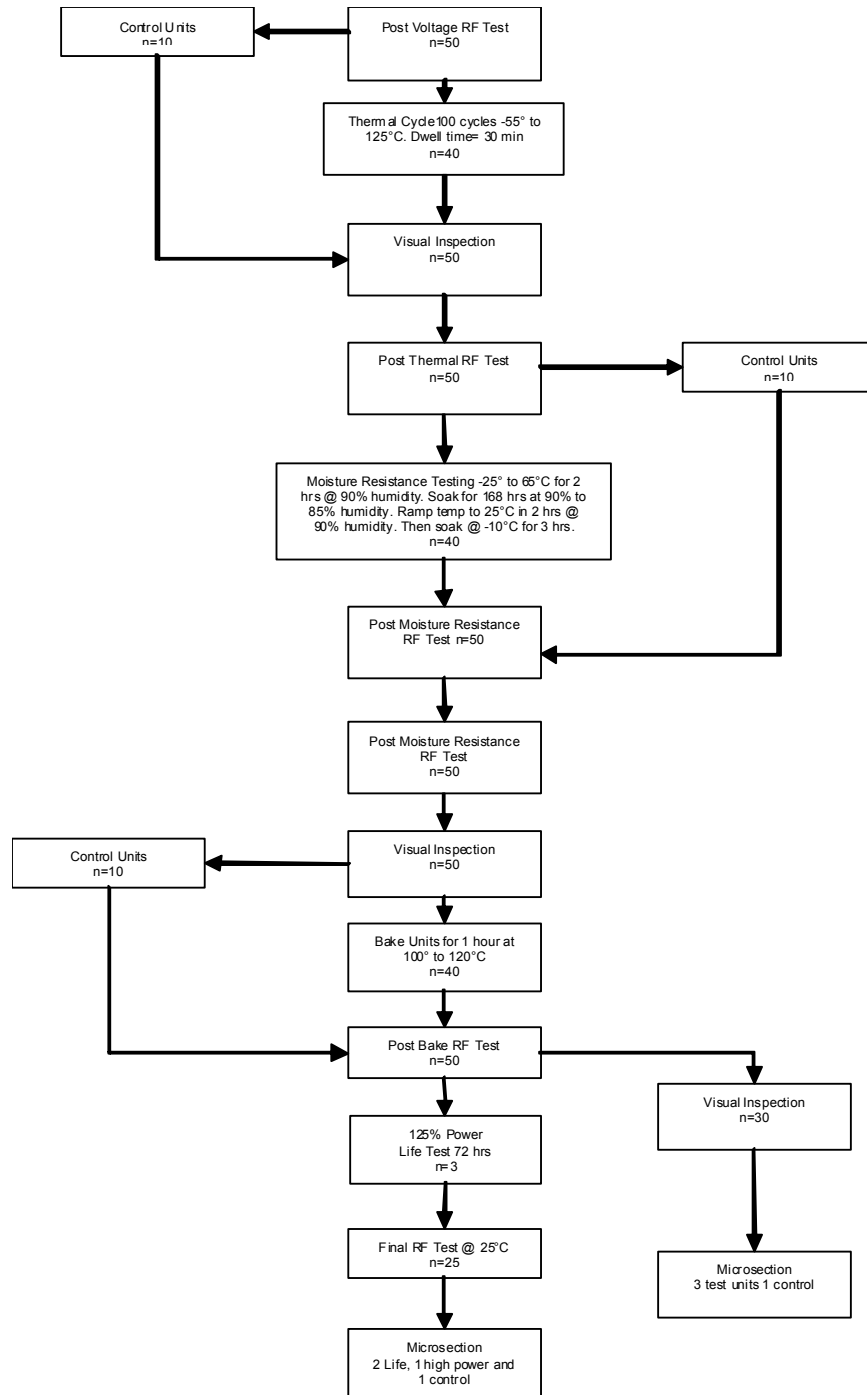 Control Units
n=10
Post Voltage RF Test
n=50
Thermal Cycle100 cycles -55° to
125°C. Dwell time= 30 min
n=40
Visual Inspection
n=50
Post Thermal RF Test
n=50
Control Units
n=10
Moisture Resistance Testing -25° to 65°C for 2
hrs @ 90% humidity. Soak for 168 hrs at 90% to
85% humidity. Ramp temp to 25°C in 2 hrs @
90% humidity. Then soak @ -10°C for 3 hrs.
n=40
Post Moisture Resistance
RF Test n=50
Post Moisture Resistance
RF Test
n=50
Visual Inspection
n=50
Control Units
n=10
Bake Units for 1 hour at
100° to 120°C
n=40
Post Bake RF Test
n=50
Visual Inspection
n=30
125% Power
Life Test 72 hrs
n=3
Final RF Test @ 25°C
n=25
Microsection
3 test units 1 control
Microsection
2 Life, 1 high power and
1 control